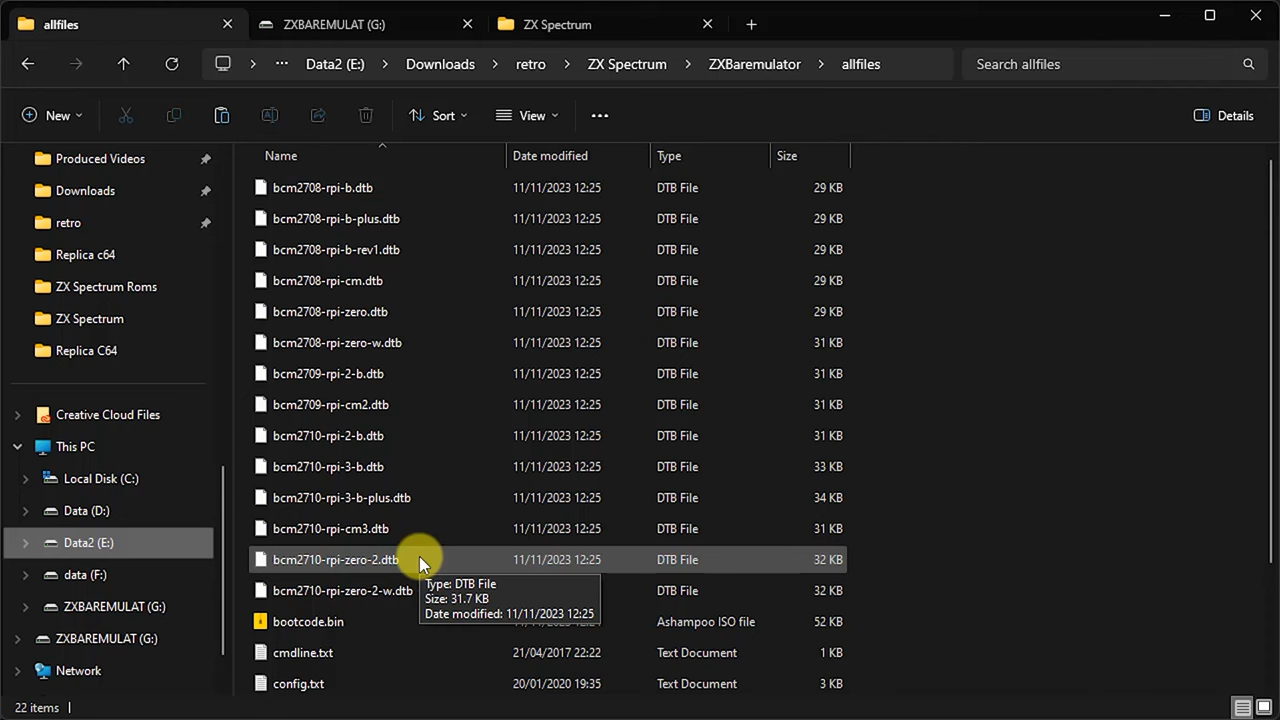 allfiles
ZXBAREMULAT (G:)
ZX Spectrum
Data2 (E:)
Downloads
retro
ZX Spectrum
ZXBaremulator
allfiles
Search allfiles
New
Sort
View
Details
Produced Videos
Downloads
retro
Replica c64
ZX Spectrum Roms
ZX Spectrum
Replica C64
Creative Cloud Files
This PC
Local Disk (C:)
Data (D:)
Data2 (E:)
data (F:)
ZXBAREMULAT (G:)
ZXBAREMULAT (G:)
Network
Name Date modified Type Size
bcm2708-rpi-b.dtb 11/11/2023 12:25 DTB File 29 KB
bcm2708-rpi-b-plus.dtb 11/11/2023 12:25 DTB File 29 KB
bcm2708-rpi-b-rev1.dtb 11/11/2023 12:25 DTB File 29 KB
bcm2708-rpi-cm.dtb 11/11/2023 12:25 DTB File 29 KB
bcm2708-rpi-zero.dtb 11/11/2023 12:25 DTB File 29 KB
bcm2708-rpi-zero-w.dtb 11/11/2023 12:25 DTB File 31 KB
bcm2709-rpi-2-b.dtb 11/11/2023 12:25 DTB File 31 KB
bcm2709-rpi-cm2.dtb 11/11/2023 12:25 DTB File 31 KB
bcm2710-rpi-2-b.dtb 11/11/2023 12:25 DTB File 31 KB
bcm2710-rpi-3-b.dtb 11/11/2023 12:25 DTB File 33 KB
bcm2710-rpi-3-b-plus.dtb 11/11/2023 12:25 DTB File 34 KB
bcm2710-rpi-cm3.dtb 11/11/2023 12:25 DTB File 31 KB
bcm2710-rpi-zero-2.dtb 11/11/2023 12:25 DTB File 32 KB
bcm2710-rpi-zero-2-w.dtb DTB File 32 KB
Type: DTB File
Size: 31.7 KB
Date modified: 11/11/2023 12:25
bootcode.bin Ashampoo ISO file 52 KB
cmdline.txt 21/04/2017 22:22 Text Document 1 KB
config.txt 20/01/2020 19:35 Text Document 3 KB
22 items